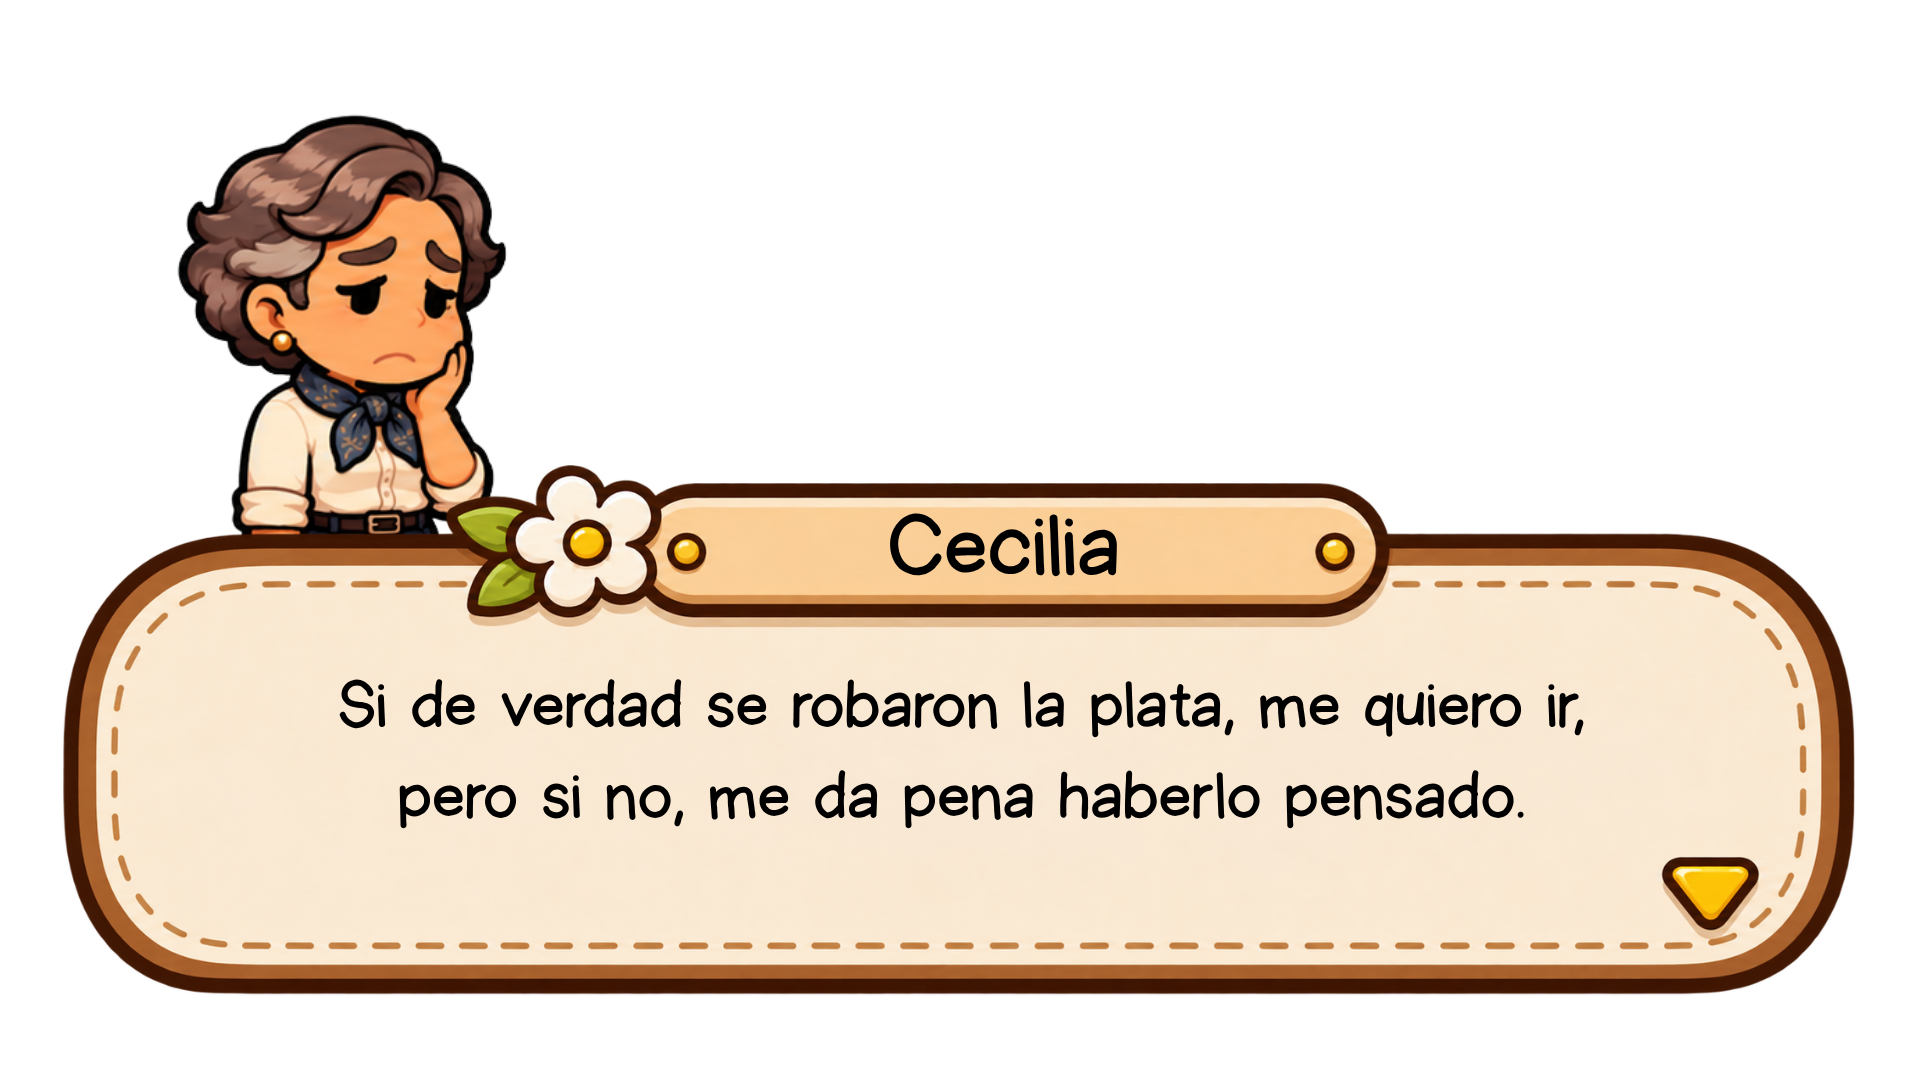 Cecilia
Si de verdad se robaron la plata, me quiero ir,
pero si no, me da pena haberlo pensado.